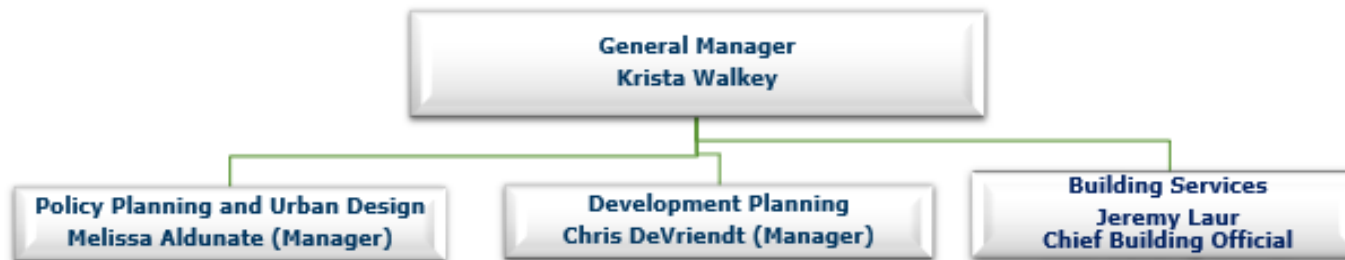 General Manager
Krista Walkey
Policy Planning and Urban Design
Melissa Aldunate (Manager)
Development Planning
Chris DeVriendt (Manager)
Building Services
Jeremy Laur
Chief Building Official